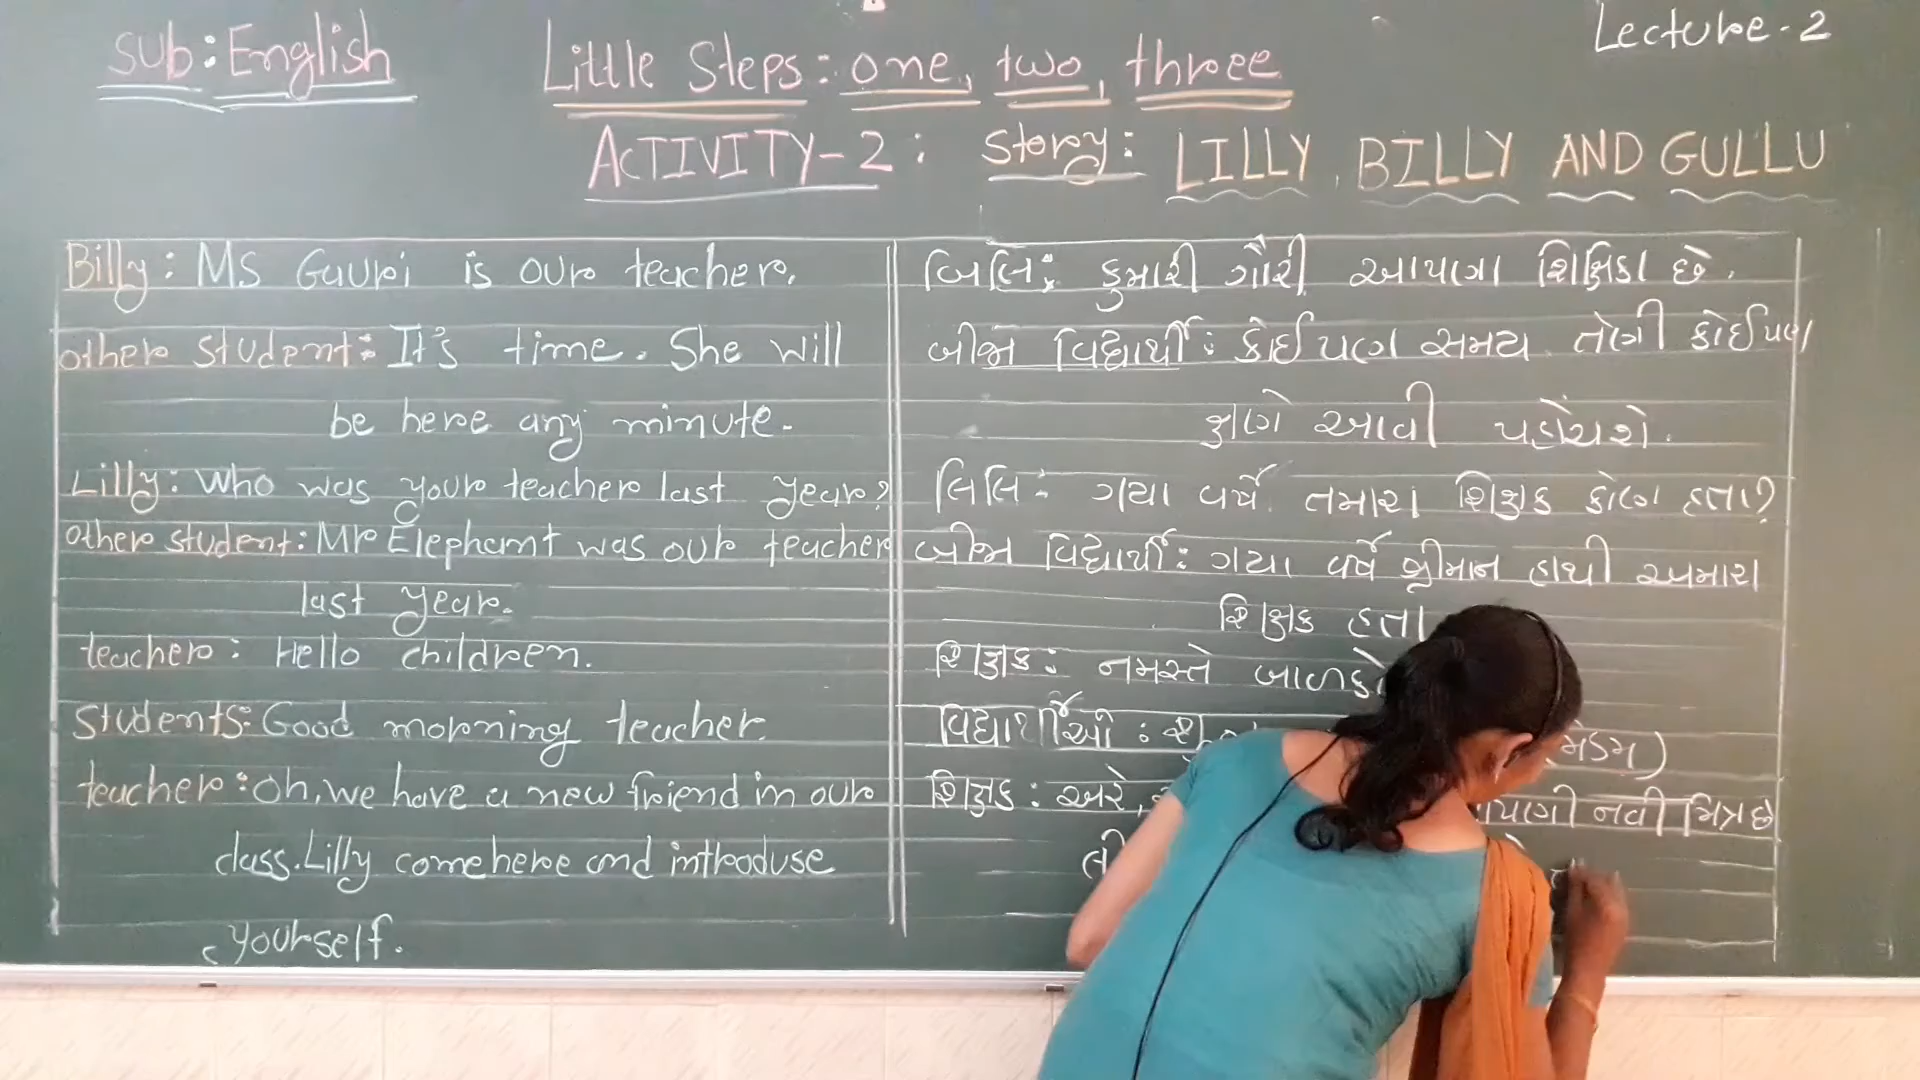 Sub: English
Little Steps: one, two, three
Lecture-2
ACTIVITY-2: Story: LILLY, BILLY AND GULLU
Billy: Ms Gauri is our teacher.
other student: It's time. She will
be here any minute.
Lilly: Who was your teacher last year?
other student: Mr Elephant was our teacher
last year.
teacher: Hello children.
Students: Good morning teacher.
teacher: Oh, we have a new friend in our
class. Lilly come here and introduse
yourself.
બિલિ: કુમારી ગૌરી આપણા શિક્ષિકા છે.
બીજા વિદ્યાર્થી: કોઈ પણ સમય. તેણી કોઈ પણ
ક્ષણે આવી પહોંચશે.
લિલિ: ગયા વર્ષે તમારા શિક્ષક કોણ હતા?
બીજા વિદ્યાર્થી: ગયા વર્ષે શ્રીમાન હાથી અમારા
શિક્ષક હતા
શિક્ષક: નમસ્તે બાળકો
વિદ્યાર્થીઓ: મેડમ)
શિક્ષક: અરે, નવી મિત્ર છે